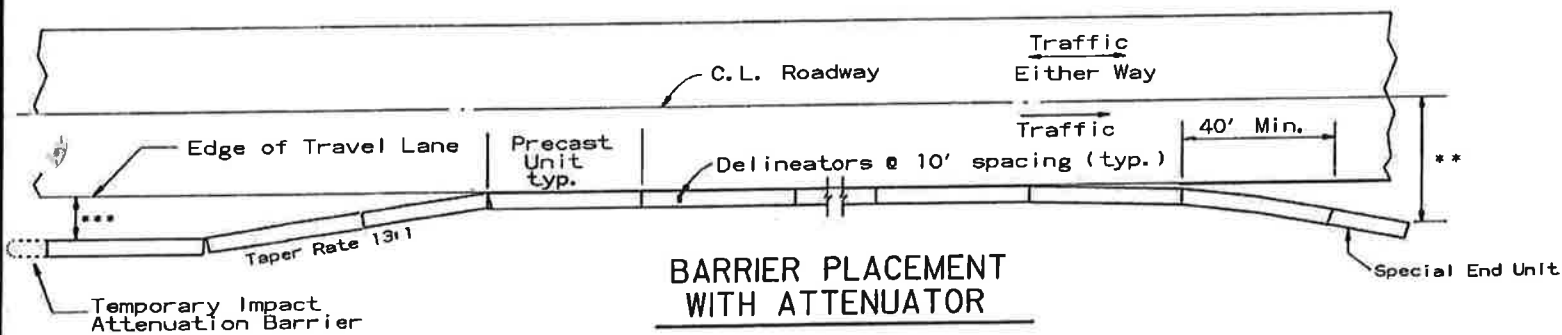 Traffic
Either Way
C.L. Roadway
Traffic
40' Min.
**
Edge of Travel Lane
Precast
Unit
typ.
Delineators @ 10' spacing (typ.)
***
Taper Rate 13:1
BARRIER PLACEMENT
WITH ATTENUATOR
Special End Unit
Temporary Impact
Attenuation Barrier